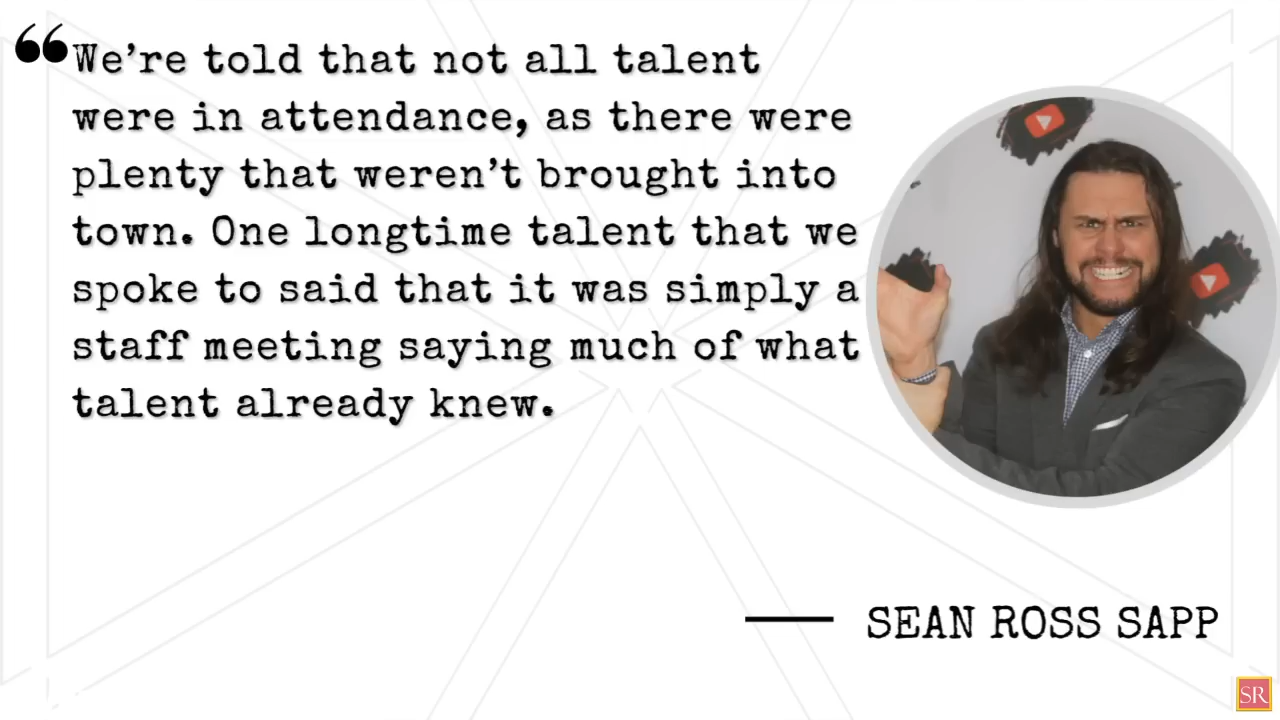 “We’re told that not all talent
were in attendance, as there were
plenty that weren’t brought into
town. One longtime talent that we
spoke to said that it was simply a
staff meeting saying much of what
talent already knew.
— SEAN ROSS SAPP
SR